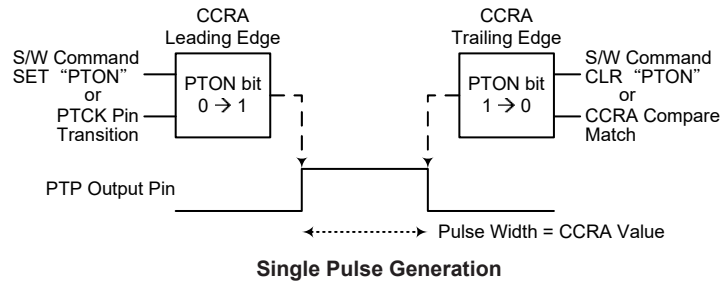 CCRA
Leading Edge
S/W Command
SET “PTON”
or
PTCK Pin
Transition
PTON bit
0 → 1
CCRA
Trailing Edge
PTON bit
1 → 0
S/W Command
CLR “PTON”
or
CCRA Compare
Match
PTP Output Pin
Pulse Width = CCRA Value
Single Pulse Generation